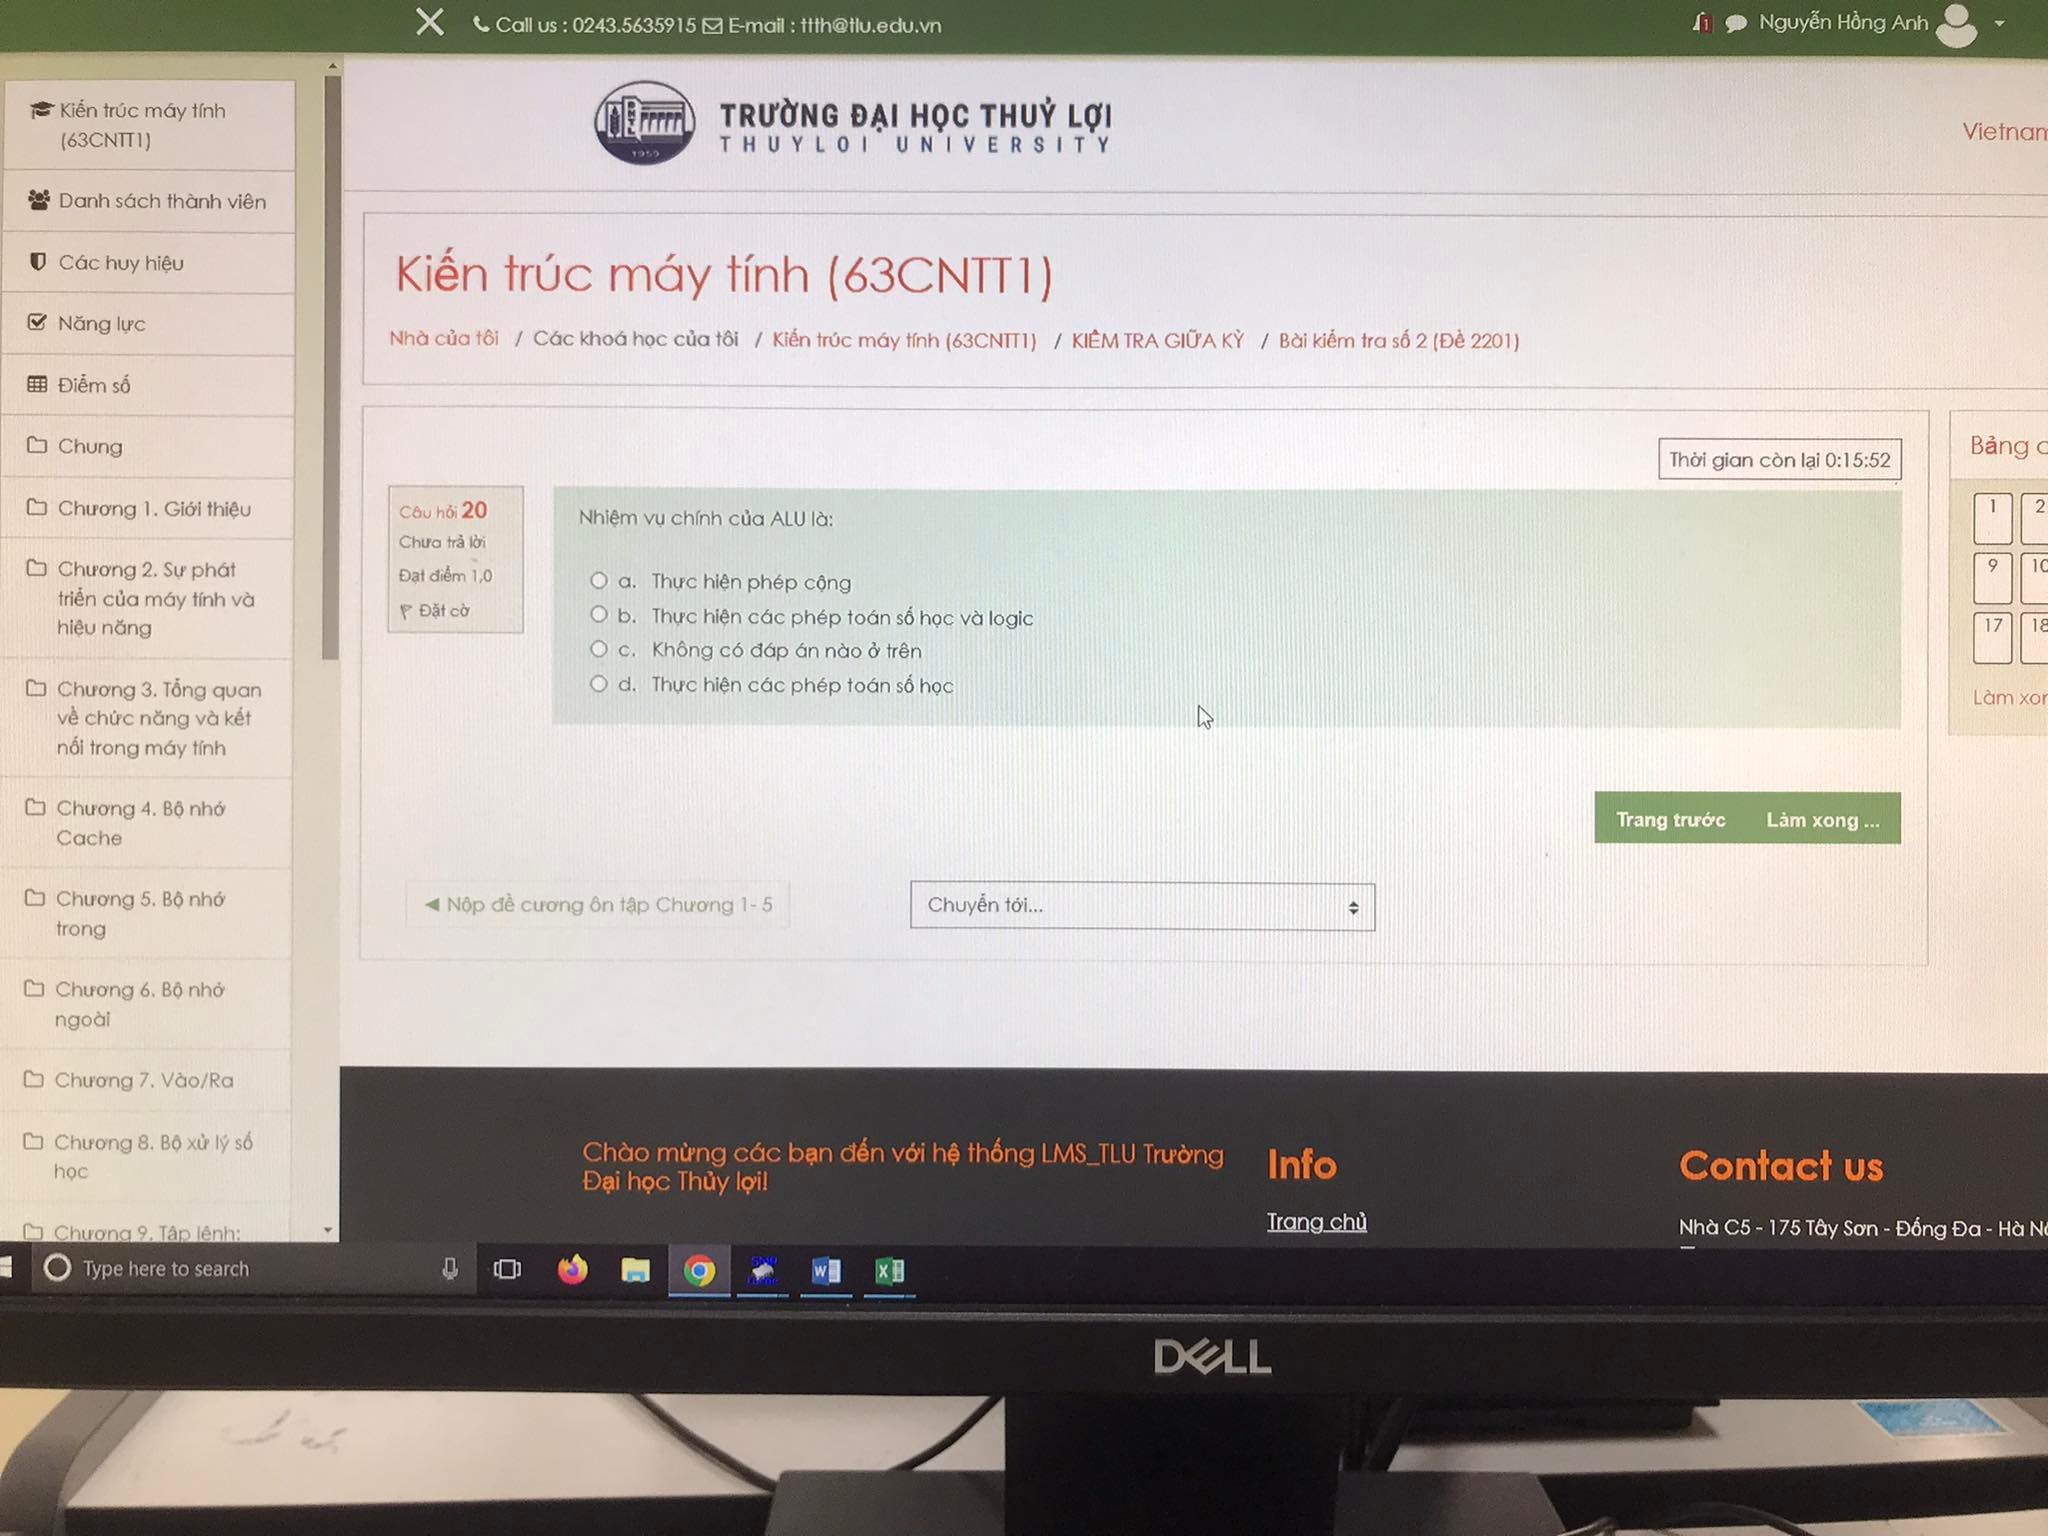 Call us : 0243.5635915 E-mail : ttth@tlu.edu.vn
1 Nguyễn Hồng Anh
Kiến trúc máy tính
(63CNTT1)
Danh sách thành viên
Các huy hiệu
Năng lực
Điểm số
Chung
Chương 1. Giới thiệu
Chương 2. Sự phát
triển của máy tính và
hiệu năng
Chương 3. Tổng quan
về chức năng và kết
nối trong máy tính
Chương 4. Bộ nhớ
Cache
Chương 5. Bộ nhớ
trong
Chương 6. Bộ nhớ
ngoài
Chương 7. Vào/Ra
Chương 8. Bộ xử lý số
học
Chương 9. Tập lệnh:
1959
TRƯỜNG ĐẠI HỌC THUỶ LỢI
THUYLOI UNIVERSITY
Vietnam
Kiến trúc máy tính (63CNTT1)
Nhà của tôi / Các khoá học của tôi / Kiến trúc máy tính (63CNTT1) / KIỂM TRA GIỮA KỲ / Bài kiểm tra số 2 (Đề 2201)
Thời gian còn lại 0:15:52
Câu hỏi 20
Chưa trả lời
Đạt điểm 1,0
Đặt cờ
Nhiệm vụ chính của ALU là:
a. Thực hiện phép cộng
b. Thực hiện các phép toán số học và logic
c. Không có đáp án nào ở trên
d. Thực hiện các phép toán số học
Trang trước Làm xong ...
◄ Nộp đề cương ôn tập Chương 1- 5
Chuyển tới...
Bảng
1 2
9 10
17 18
Làm
Chào mừng các bạn đến với hệ thống LMS_TLU Trường
Đại học Thủy lợi!
Info
Trang chủ
Contact us
Nhà C5 - 175 Tây Sơn - Đống Đa - Hà
Type here to search
DELL